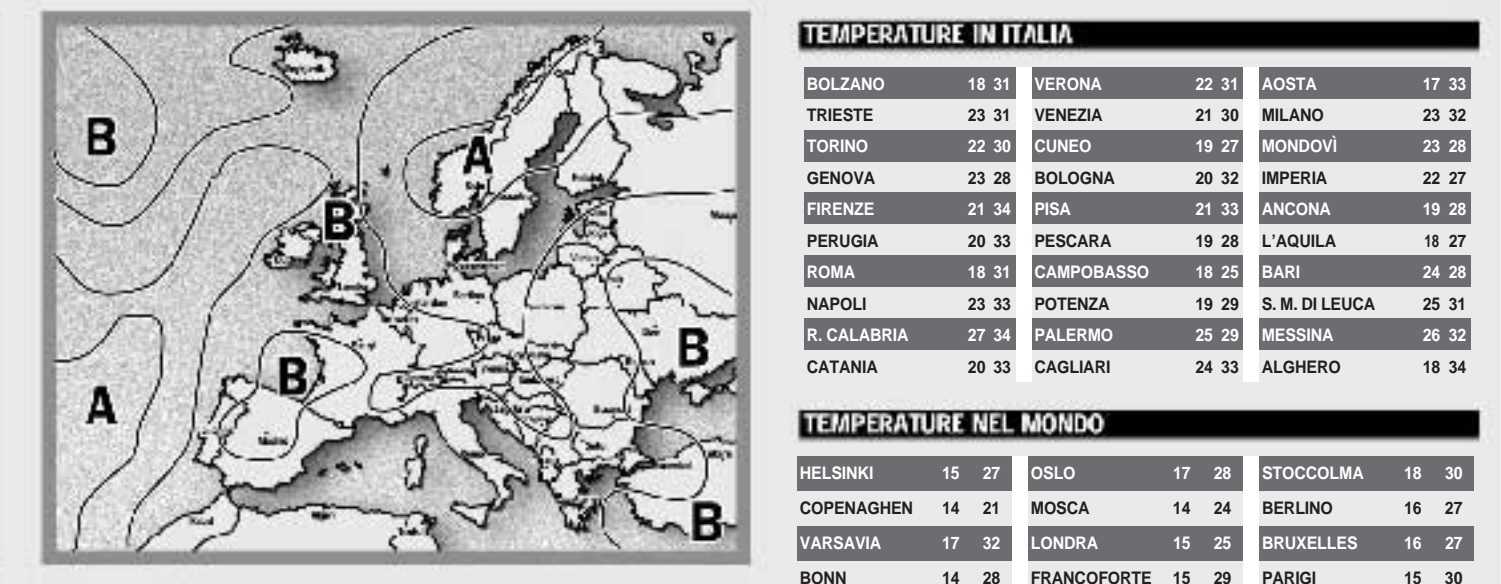 B
A
B
B
B
A
B
TEMPERATURE IN ITALIA
BOLZANO 18 31 VERONA 22 31 AOSTA 17 33
TRIESTE 23 31 VENEZIA 21 30 MILANO 23 32
TORINO 22 30 CUNEO 19 27 MONDOVÌ 23 28
GENOVA 23 28 BOLOGNA 20 32 IMPERIA 22 27
FIRENZE 21 34 PISA 21 33 ANCONA 19 28
PERUGIA 20 33 PESCARA 19 28 L'AQUILA 18 27
ROMA 18 31 CAMPOBASSO 18 25 BARI 24 28
NAPOLI 23 33 POTENZA 19 29 S. M. DI LEUCA 25 31
R. CALABRIA 27 34 PALERMO 25 29 MESSINA 26 32
CATANIA 20 33 CAGLIARI 24 33 ALGHERO 18 34
TEMPERATURE NEL MONDO
HELSINKI 15 27 OSLO 17 28 STOCCOLMA 18 30
COPENAGHEN 14 21 MOSCA 14 24 BERLINO 16 27
VARSAVIA 17 32 LONDRA 15 25 BRUXELLES 16 27
BONN 14 28 FRANCOFORTE 15 29 PARIGI 15 30